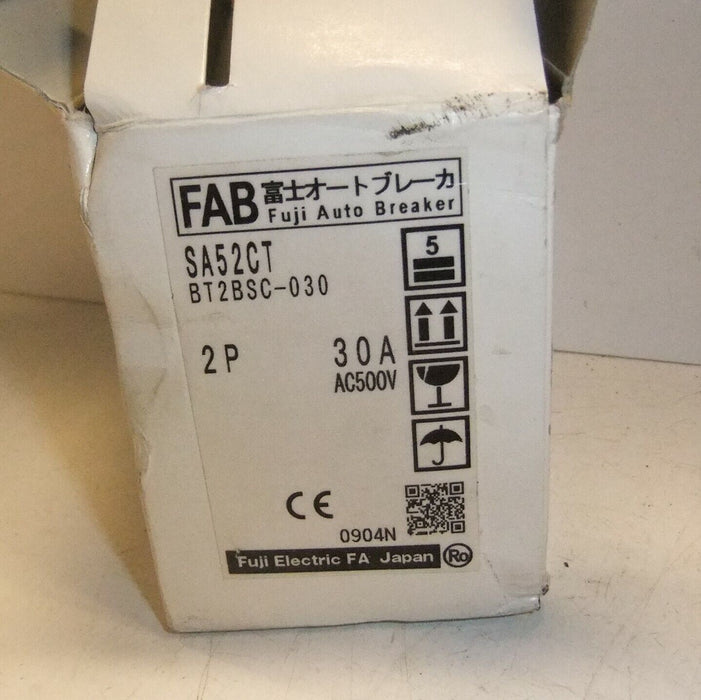 FAB 富士オートブレーカ
Fuji Auto Breaker
SA52CT
BT2BSC-030
5
2P 30A
AC500V
CE
0904N
Fuji Electric FA Japan Ro